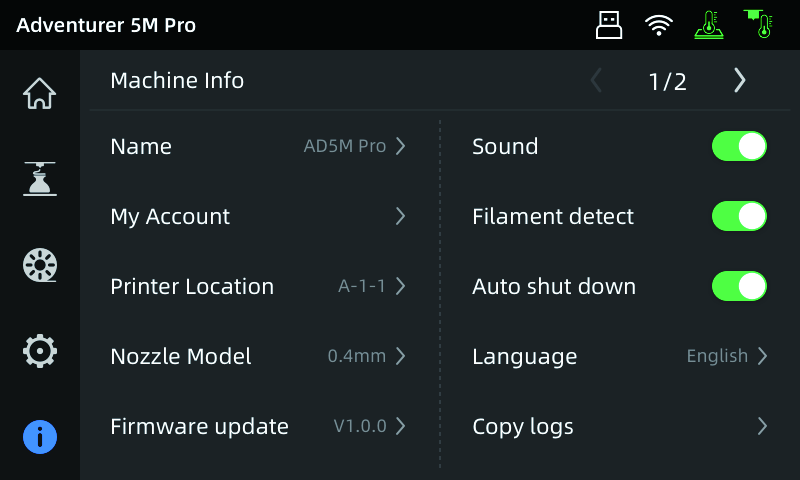 Adventurer 5M Pro
Machine Info
1/2
Name AD5M Pro
My Account
Printer Location A-1-1
Nozzle Model 0.4mm
Firmware update V1.0.0
Sound
Filament detect
Auto shut down
Language English
Copy logs